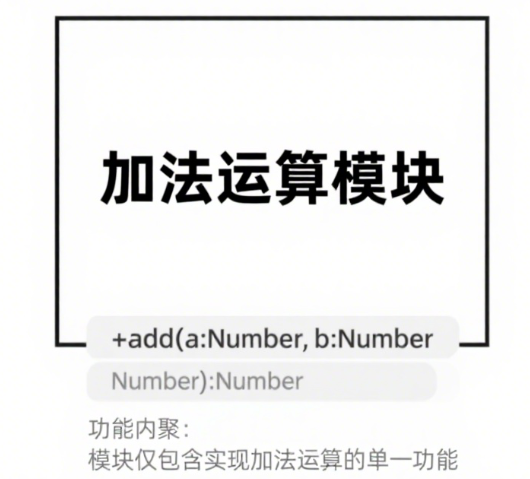 加法运算模块
+add(a:Number, b:Number
Number):Number
功能内聚：
模块仅包含实现加法运算的单一功能